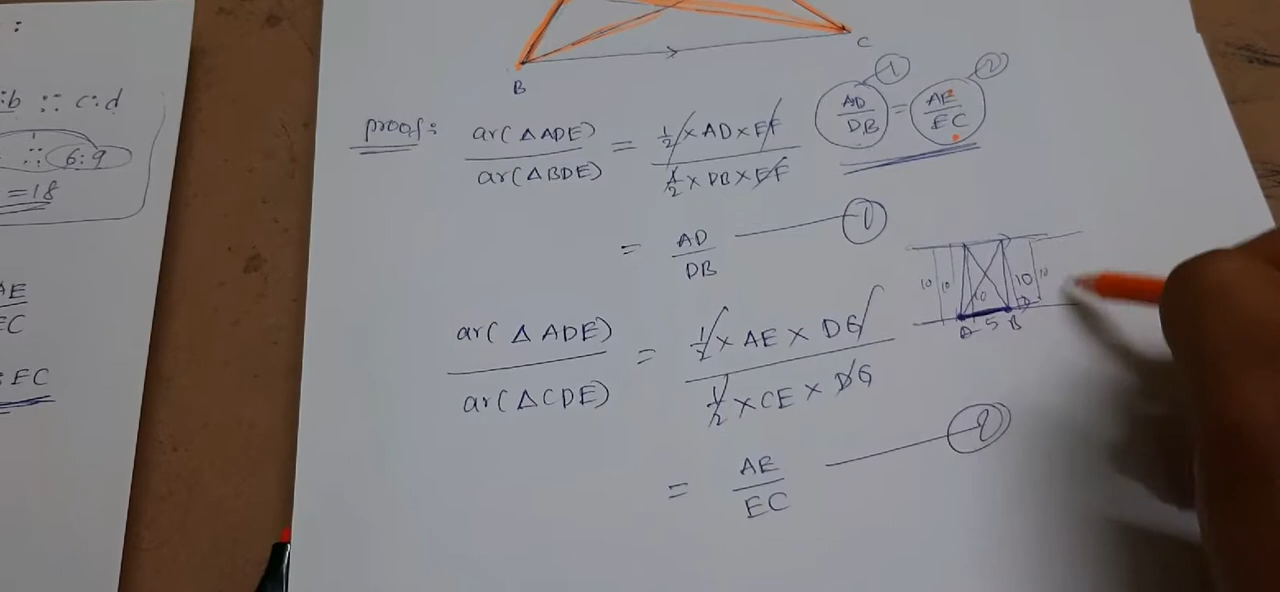 :
:b :: c:d
:: 6:9
=18
AE
EC
: EC
B
C
proof: ar(△ADE) / ar(△BDE) = 1/2 × AD × EF / 1/2 × DB × EF
AD/DB = AE/EC
1
2
= AD/DB — 1
ar(△ADE) / ar(△CDE) = 1/2 × AE × DG / 1/2 × CE × DG
= AE/EC — 2
10 10 10 10
A 5 B